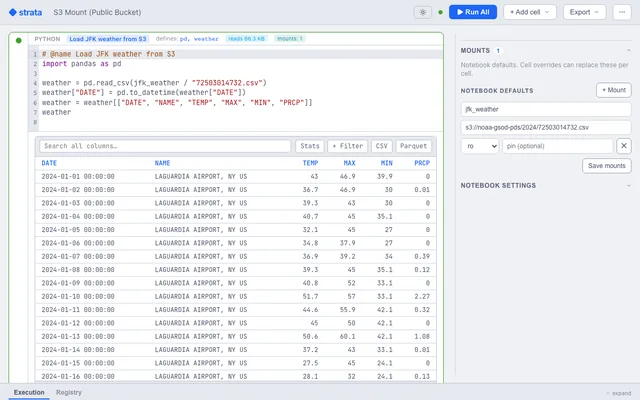 strata
S3 Mount (Public Bucket)
Run All
+ Add cell
Export
PYTHON
Load JFK weather from S3
defines: pd, weather
reads 66.3 KB
mounts: 1
1 # @name Load JFK weather from S3
2 import pandas as pd
3
4 weather = pd.read_csv(jfk_weather / "72503014732.csv")
5 weather["DATE"] = pd.to_datetime(weather["DATE"])
6 weather = weather[["DATE", "NAME", "TEMP", "MAX", "MIN", "PRCP"]]
7 weather
8
Search all columns…
Stats
+ Filter
CSV
Parquet
DATE NAME TEMP MAX MIN PRCP
2024-01-01 00:00:00 LAGUARDIA AIRPORT, NY US 43 46.9 39.9 0
2024-01-02 00:00:00 LAGUARDIA AIRPORT, NY US 36.7 46.9 30 0.01
2024-01-03 00:00:00 LAGUARDIA AIRPORT, NY US 39.3 43 30 0
2024-01-04 00:00:00 LAGUARDIA AIRPORT, NY US 40.7 45 35.1 0
2024-01-05 00:00:00 LAGUARDIA AIRPORT, NY US 32.1 45 27 0
2024-01-06 00:00:00 LAGUARDIA AIRPORT, NY US 34.8 37.9 27 0
2024-01-07 00:00:00 LAGUARDIA AIRPORT, NY US 36.9 39.2 34 0.39
2024-01-08 00:00:00 LAGUARDIA AIRPORT, NY US 39.3 45 35.1 0.12
2024-01-09 00:00:00 LAGUARDIA AIRPORT, NY US 40.8 52 33.1 0
2024-01-10 00:00:00 LAGUARDIA AIRPORT, NY US 51.7 57 33.1 2.27
2024-01-11 00:00:00 LAGUARDIA AIRPORT, NY US 44.6 55.9 42.1 0.32
2024-01-12 00:00:00 LAGUARDIA AIRPORT, NY US 45 50 42.1 0
2024-01-13 00:00:00 LAGUARDIA AIRPORT, NY US 50.6 60.1 42.1 1.08
2024-01-14 00:00:00 LAGUARDIA AIRPORT, NY US 37.2 43 33.1 0.01
2024-01-15 00:00:00 LAGUARDIA AIRPORT, NY US 27.5 45 24.1 0
2024-01-16 00:00:00 LAGUARDIA AIRPORT, NY US 28.1 32 24.1 0.13
MOUNTS 1
Notebook defaults. Cell overrides can replace these per
cell.
NOTEBOOK DEFAULTS
+ Mount
jfk_weather
s3://noaa-gsod-pds/2024/72503014732.csv
ro
pin (optional)
Save mounts
NOTEBOOK SETTINGS
Execution
Registry
expand